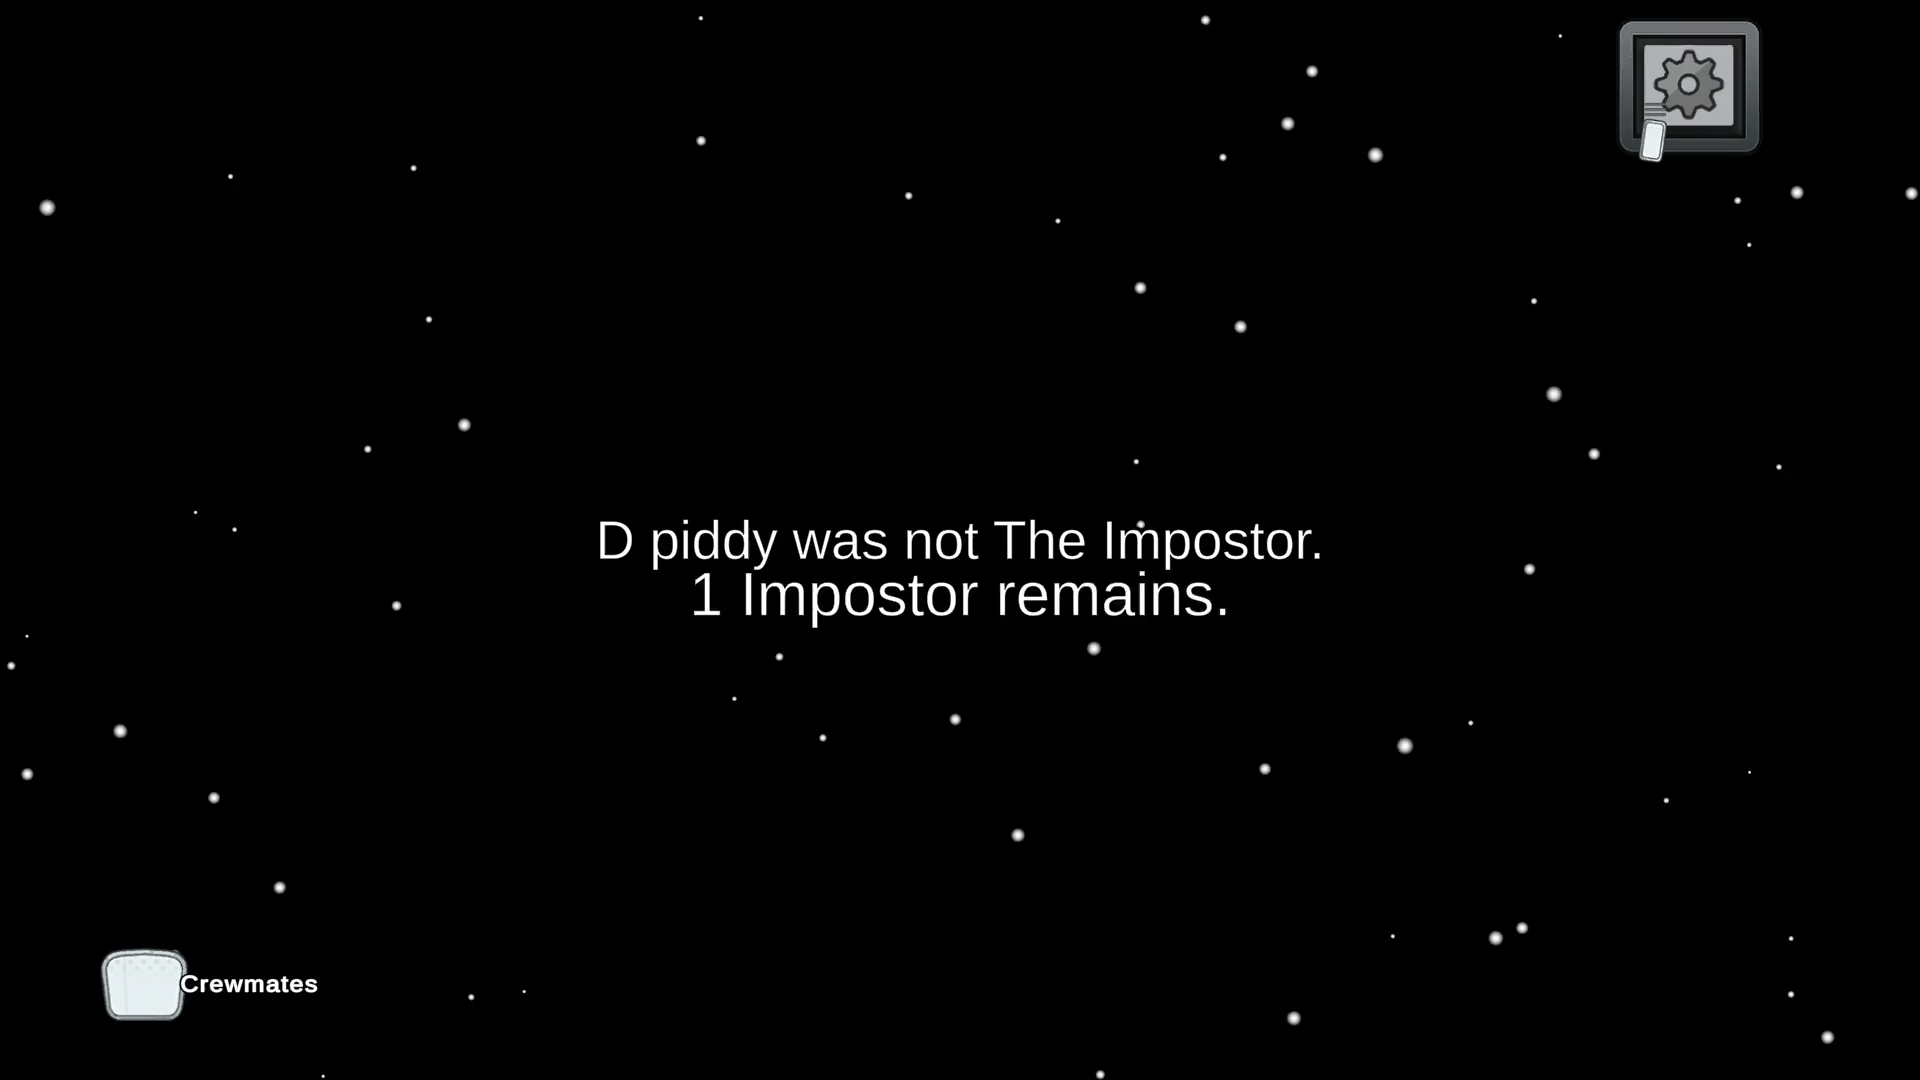 D piddy was not The Impostor.
1 Impostor remains.
Crewmates